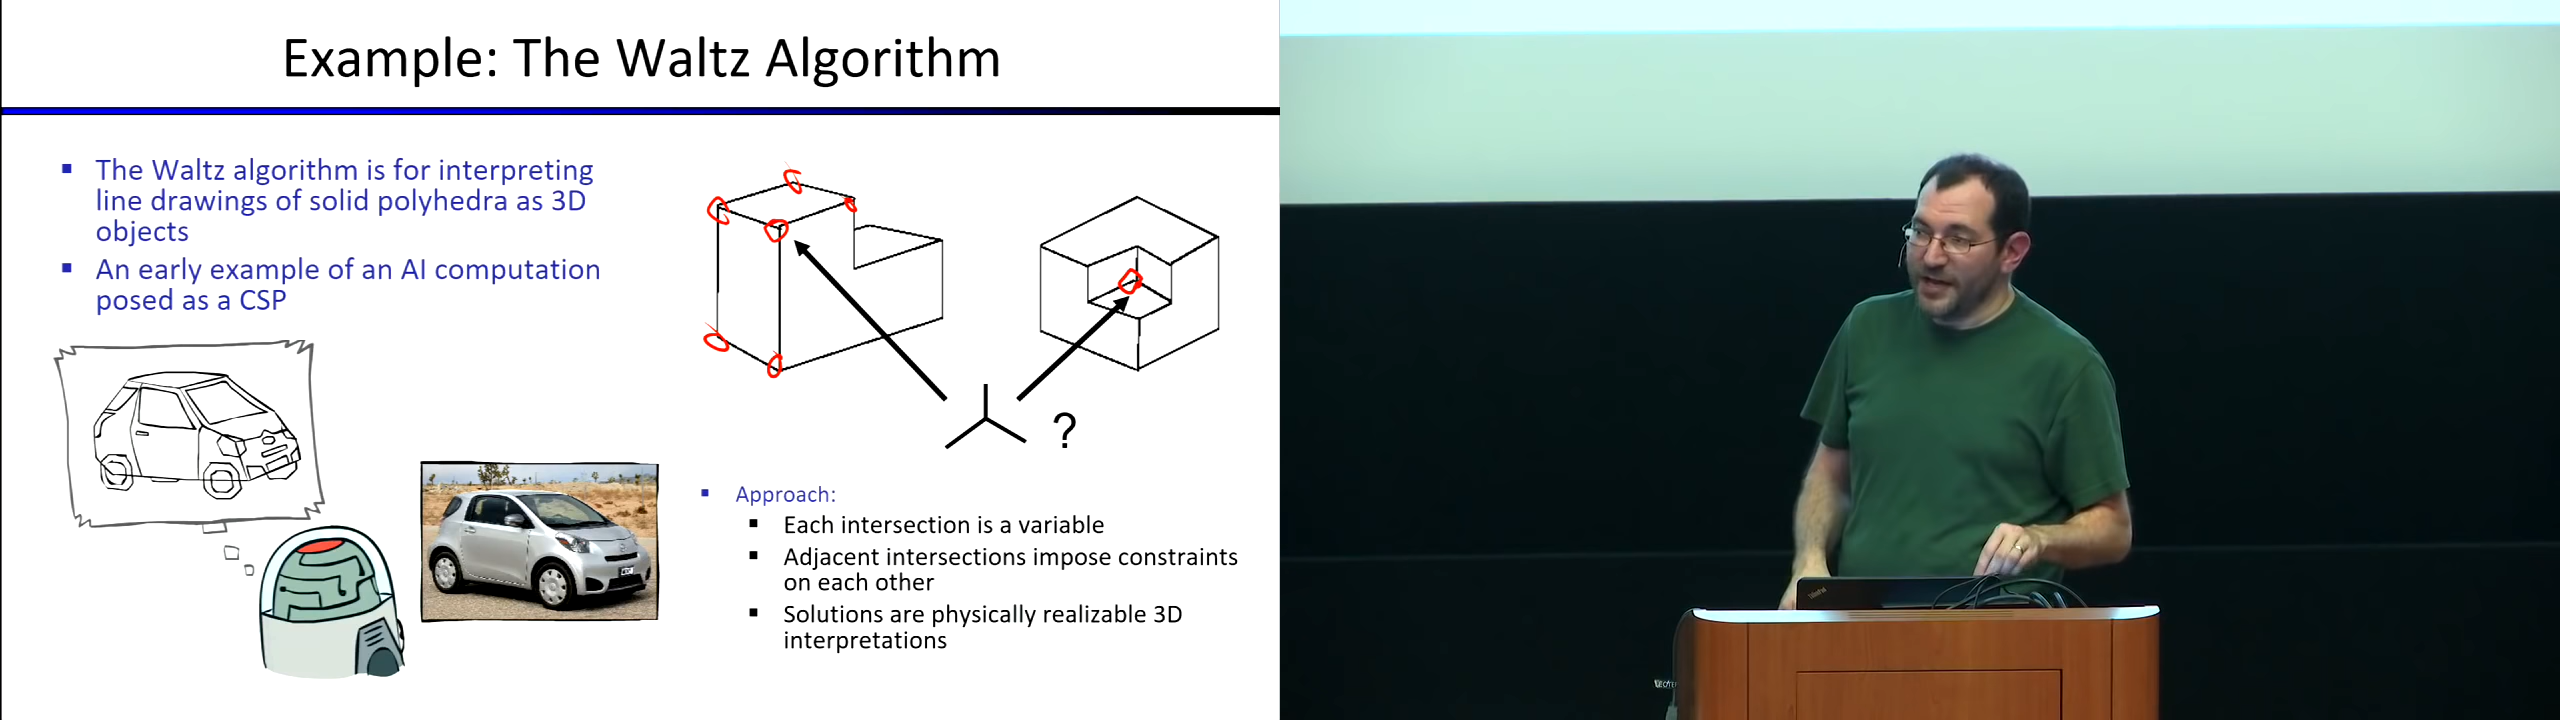 Example: The Waltz Algorithm
▪ The Waltz algorithm is for interpreting
line drawings of solid polyhedra as 3D
objects
▪ An early example of an AI computation
posed as a CSP
?
▪ Approach:
▪ Each intersection is a variable
▪ Adjacent intersections impose constraints
on each other
▪ Solutions are physically realizable 3D
interpretations